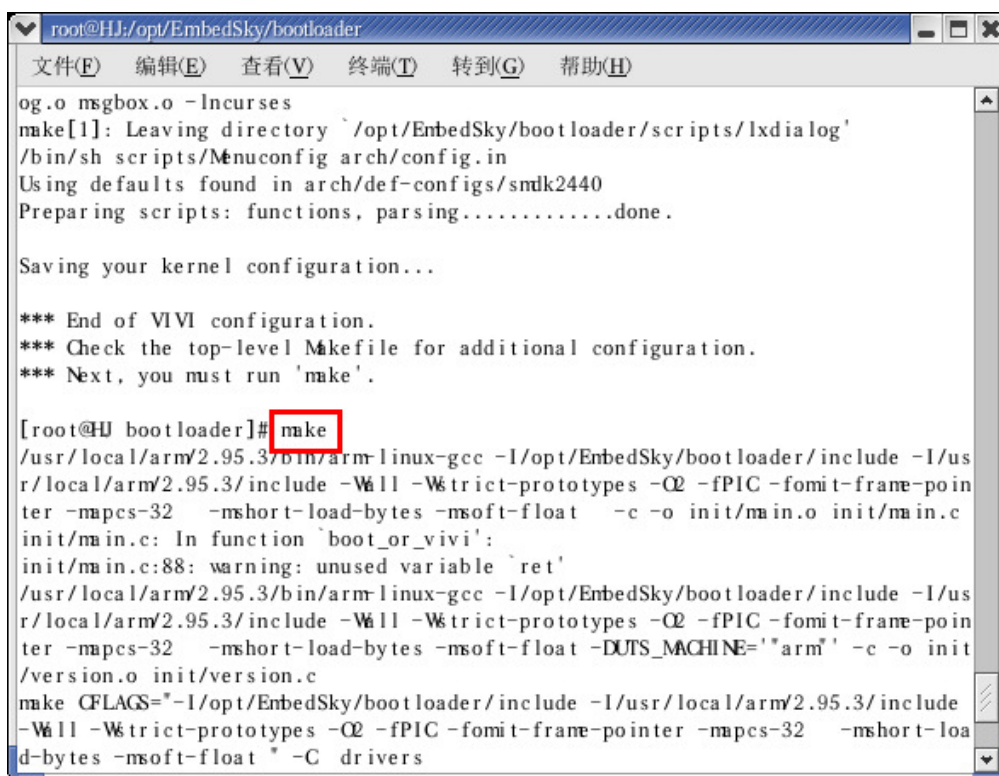 root@HJ:/opt/EmbedSky/bootloader
文件(F) 编辑(E) 查看(V) 终端(T) 转到(G) 帮助(H)
og.o msgbox.o -lncurses
make[1]: Leaving directory `/opt/EmbedSky/bootloader/scripts/lxdialog'
/bin/sh scripts/Menuconfig arch/config.in
Using defaults found in arch/def-configs/smdk2440
Preparing scripts: functions, parsing.............done.
Saving your kernel configuration...
*** End of VIVI configuration.
*** Check the top-level Makefile for additional configuration.
*** Next, you must run 'make'.
[root@HJ bootloader]# make
/usr/local/arm/2.95.3/bin/arm-linux-gcc -I/opt/EmbedSky/bootloader/include -I/us
r/local/arm/2.95.3/include -Wall -Wstrict-prototypes -O2 -fPIC -fomit-frame-poin
ter -mapcs-32   -mshort-load-bytes -msoft-float   -c -o init/main.o init/main.c
init/main.c: In function `boot_or_vivi':
init/main.c:88: warning: unused variable `ret'
/usr/local/arm/2.95.3/bin/arm-linux-gcc -I/opt/EmbedSky/bootloader/include -I/us
r/local/arm/2.95.3/include -Wall -Wstrict-prototypes -O2 -fPIC -fomit-frame-poin
ter -mapcs-32   -mshort-load-bytes -msoft-float -DUTS_MACHINE='"arm"' -c -o init
/version.o init/version.c
make CFLAGS="-I/opt/EmbedSky/bootloader/include -I/usr/local/arm/2.95.3/include
-Wall -Wstrict-prototypes -O2 -fPIC -fomit-frame-pointer -mapcs-32   -mshort-loa
d-bytes -msoft-float " -C  drivers